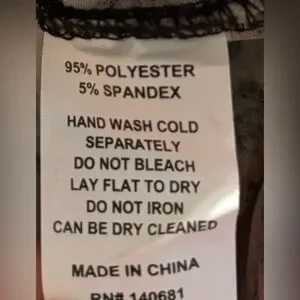 95% POLYESTER
5% SPANDEX
HAND WASH COLD
SEPARATELY
DO NOT BLEACH
LAY FLAT TO DRY
DO NOT IRON
CAN BE DRY CLEANED
MADE IN CHINA
RN# 140681